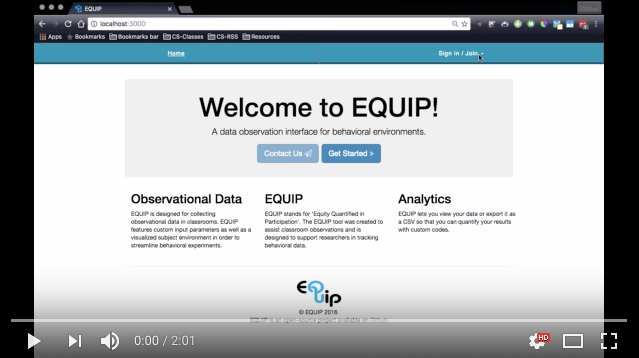 EQUIP
localhost:3000
Apps Bookmarks Bookmarks bar CS-Classes CS-RSS Resources
Home Sign in / Join
Welcome to EQUIP!
A data observation interface for behavioral environments.
Contact Us Get Started »
Observational Data
EQUIP is designed for collecting
observational data in classrooms. EQUIP
features custom input parameters as well as a
visualized subject environment in order to
streamline behavioral experiments.
EQUIP
EQUIP stands for 'Equity Quantified in
Participation'. The EQUIP tool was created to
assist classroom observations and is
designed to support researchers in tracking
behavioral data.
Analytics
EQUIP lets you view your data or export it as
a CSV so that you can quantify your results
with custom codes.
EQUip
© EQUIP 2016
EQUIP is an open-source project available on Github
0:00 / 2:01 HD